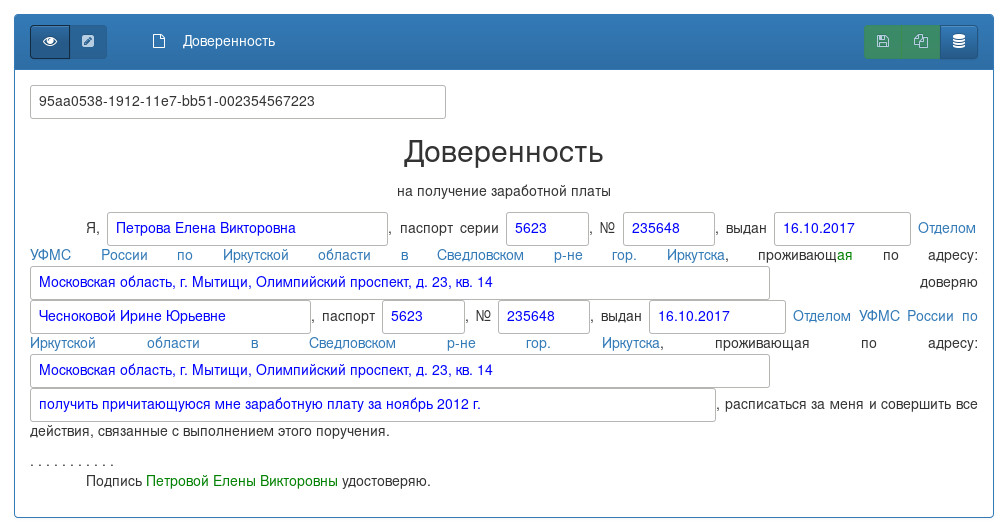 Доверенность
95aa0538-1912-11e7-bb51-002354567223
Доверенность
на получение заработной платы
Я, Петрова Елена Викторовна, паспорт серии 5623, № 235648, выдан 16.10.2017 Отделом
УФМС России по Иркутской области в Сведловском р-не гор. Иркутска, проживающая по адресу:
Московская область, г. Мытищи, Олимпийский проспект, д. 23, кв. 14 доверяю
Чесноковой Ирине Юрьевне, паспорт 5623, № 235648, выдан 16.10.2017 Отделом УФМС России по
Иркутской области в Сведловском р-не гор. Иркутска, проживающая по адресу:
Московская область, г. Мытищи, Олимпийский проспект, д. 23, кв. 14
получить причитающуюся мне заработную плату за ноябрь 2012 г. , расписаться за меня и совершить все
действия, связанные с выполнением этого поручения.
. . . . . . . . . . .
Подпись Петровой Елены Викторовны удостоверяю.